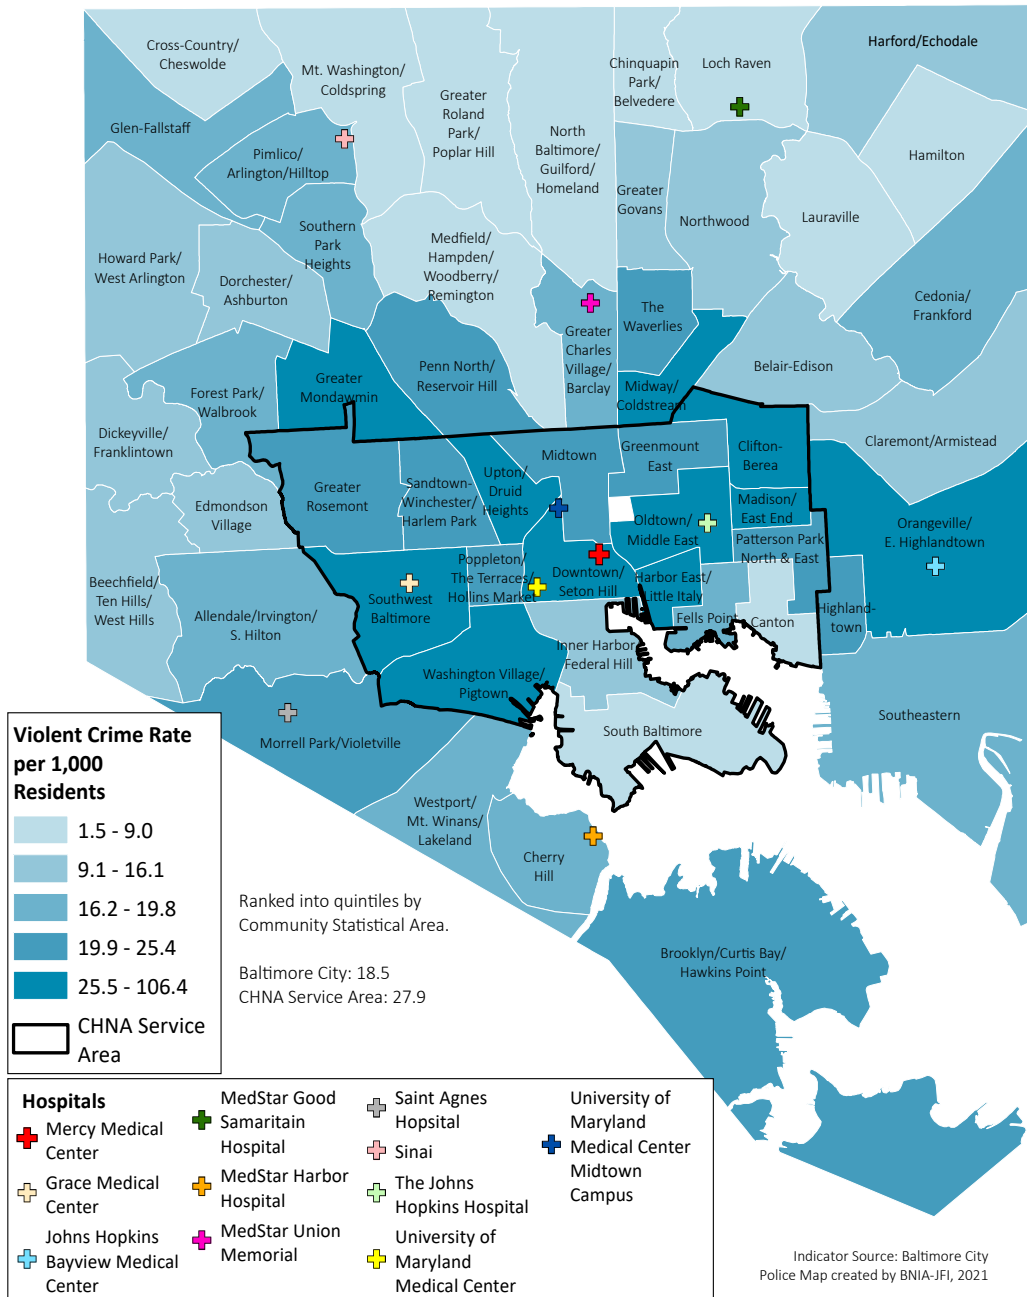 Cross-Country/
Cheswolde
Mt. Washington/
Coldspring
Greater
Roland
Park/
Poplar Hill
North
Baltimore/
Guilford/
Homeland
Chinquapin
Park/
Belvedere
Loch Raven
Harford/Echodale
Glen-Fallstaff
Pimlico/
Arlington/Hilltop
Hamilton
Greater
Govans
Northwood
Lauraville
Southern
Park
Heights
Howard Park/
West Arlington
Dorchester/
Ashburton
Medfield/
Hampden/
Woodberry/
Remington
Cedonia/
Frankford
The
Waverlies
Greater
Charles
Village/
Barclay
Belair-Edison
Penn North/
Reservoir Hill
Greater
Mondawmin
Midway/
Coldstream
Forest Park/
Walbrook
Dickeyville/
Franklintown
Claremont/Armistead
Midtown
Greenmount
East
Clifton-
Berea
Edmondson
Village
Greater
Rosemont
Sandtown-
Winchester/
Harlem Park
Upton/
Druid
Heights
Madison/
East End
Oldtown/
Middle East
Orangeville/
E. Highlandtown
Patterson Park
North & East
Beechfield/
Ten Hills/
West Hills
Allendale/Irvington/
S. Hilton
Southwest
Baltimore
Poppleton/
The Terraces/
Hollins Market
Downtown/
Seton Hill
Harbor East/
Little Italy
Fells Point
Canton
Highland-
town
Inner Harbor/
Federal Hill
Washington Village/
Pigtown
Southeastern
Morrell Park/Violetville
South Baltimore
Westport/
Mt. Winans/
Lakeland
Cherry
Hill
Brooklyn/Curtis Bay/
Hawkins Point
Violent Crime Rate
per 1,000
Residents
1.5 - 9.0
9.1 - 16.1
16.2 - 19.8
19.9 - 25.4
25.5 - 106.4
CHNA Service
Area
Ranked into quintiles by
Community Statistical Area.
Baltimore City: 18.5
CHNA Service Area: 27.9
Hospitals
Mercy Medical
Center
Grace Medical
Center
Johns Hopkins
Bayview Medical
Center
MedStar Good
Samaritain
Hospital
MedStar Harbor
Hospital
MedStar Union
Memorial
Saint Agnes
Hopsital
Sinai
The Johns
Hopkins Hospital
University of
Maryland
Medical Center
University of
Maryland
Medical Center
Midtown
Campus
Indicator Source: Baltimore City
Police Map created by BNIA-JFI, 2021